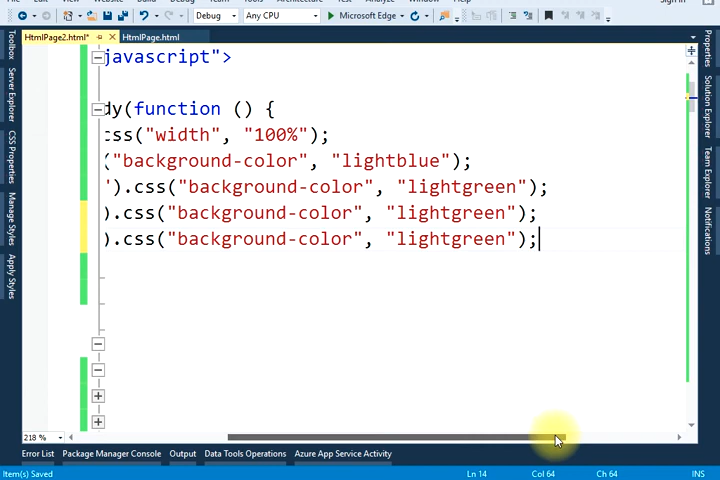 Debug
Any CPU
Microsoft Edge
HtmlPage2.html*
HtmlPage.html
Toolbox
Server Explorer
CSS Properties
Manage Styles
Apply Styles
javascript">
dy(function () {
css("width", "100%");
("background-color", "lightblue");
').css("background-color", "lightgreen");
).css("background-color", "lightgreen");
).css("background-color", "lightgreen");
Properties
Solution Explorer
Team Explorer
Notifications
218 %
Error List
Package Manager Console
Output
Data Tools Operations
Azure App Service Activity
Item(s) Saved
Ln 14
Col 64
Ch 64
INS